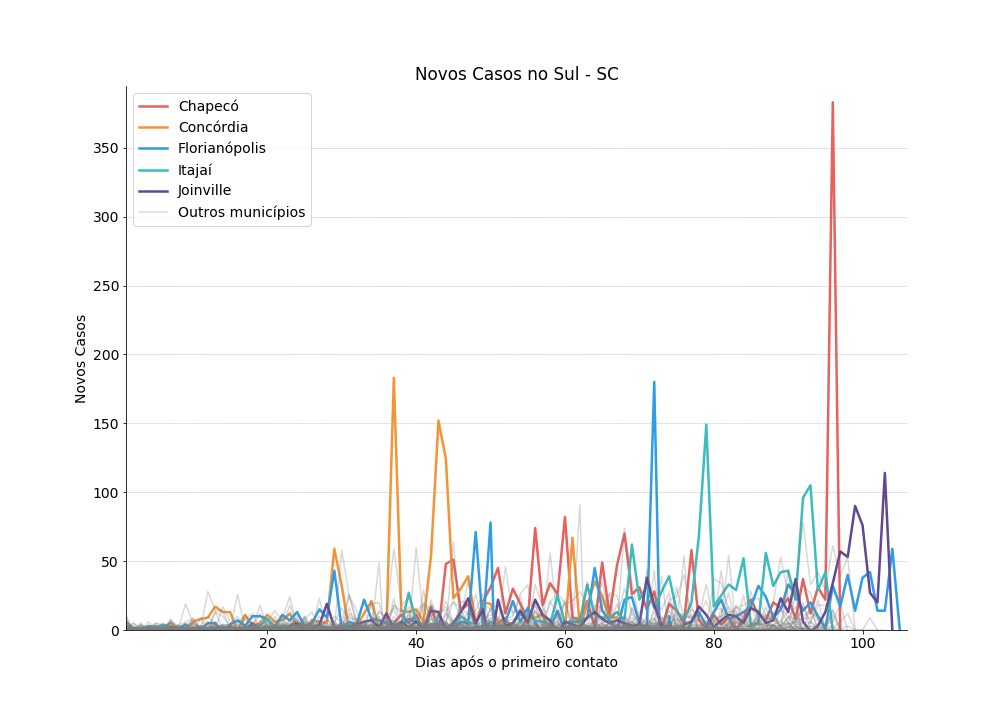 Novos Casos no Sul - SC
Chapecó
Concórdia
Florianópolis
Itajaí
Joinville
Outros municípios
Novos Casos
350
300
250
200
150
100
50
0
20
40
60
80
100
Dias após o primeiro contato